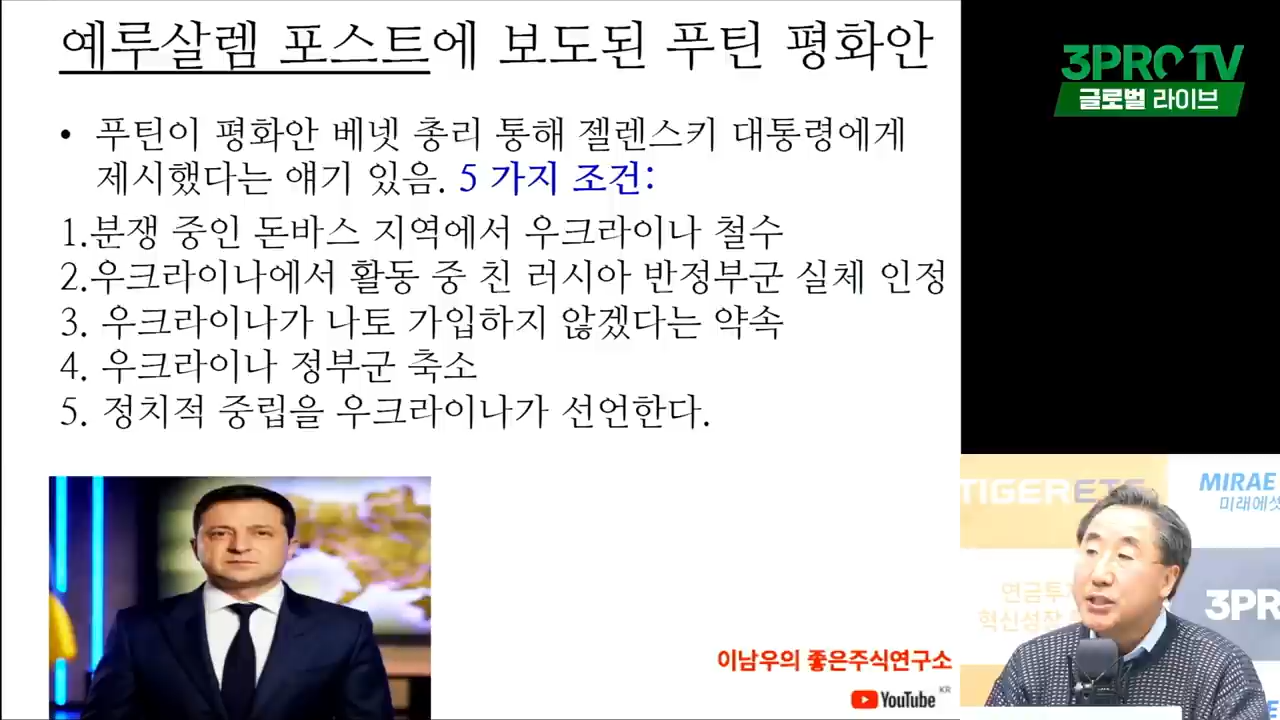 예루살렘 포스트에 보도된 푸틴 평화안
• 푸틴이 평화안 베넷 총리 통해 젤렌스키 대통령에게
제시했다는 얘기 있음. 5 가지 조건:
1.분쟁 중인 돈바스 지역에서 우크라이나 철수
2.우크라이나에서 활동 중 친 러시아 반정부군 실체 인정
3. 우크라이나가 나토 가입하지 않겠다는 약속
4. 우크라이나 정부군 축소
5. 정치적 중립을 우크라이나가 선언한다.
이남우의 좋은주식연구소
YouTube KR
3PRO TV
글로벌 라이브
TIGER ETF
MIRAE
미래에셋
연금투
혁신성장
3PR